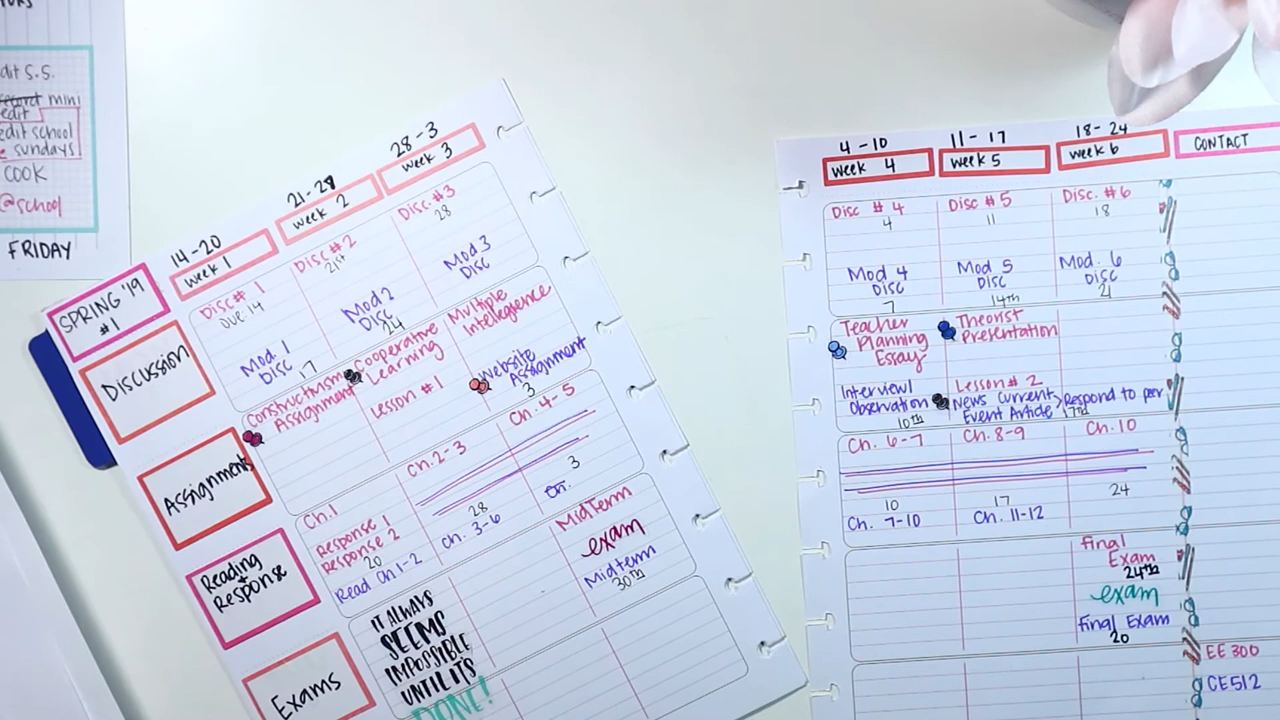 dit S.S.
mini
edit
edit school
sundays
cook
@school
FRIDAY
SPRING '19
#1
14-20
week 1
21-27
week 2
28-3
week 3
Discussion
Disc# 1
Due 14
Mod. 1
Disc
17
Disc #2
21st
Mod 2
Disc
24
Disc #3
28
Mod 3
Disc
Assignments
Constructivism
Assignment
Cooperative
Learning
Lesson #1
Multiple
Intellegience
Website
Assignment
3
Reading
+
Response
Ch.1
Response 1
Response 2
20
Read Ch 1-2
Ch. 2-3
28
Ch. 3-6
Ch. 4-5
3
Ch.
Exams
IT ALWAYS
SEEMS
IMPOSSIBLE
UNTIL IT'S
DONE!
Midterm
exam
Midterm
30th
4-10
week 4
11-17
week 5
18-24
week 6
CONTACT
Disc # 4
4
Mod 4
Disc
7
Disc #5
11
Mod 5
Disc
14th
Disc. #6
18
Mod. 6
Disc
21
Teacher
Planning
Essay
Interview/
Observation
10th
Theorist
Presentation
Lesson# 2
News Current
Event Article
17th
Respond to peer
Ch. 6-7
10
Ch. 7-10
Ch. 8-9
17
Ch. 11-12
Ch. 10
24
final
Exam
24th
exam
final Exam
20
EE 300
CE512